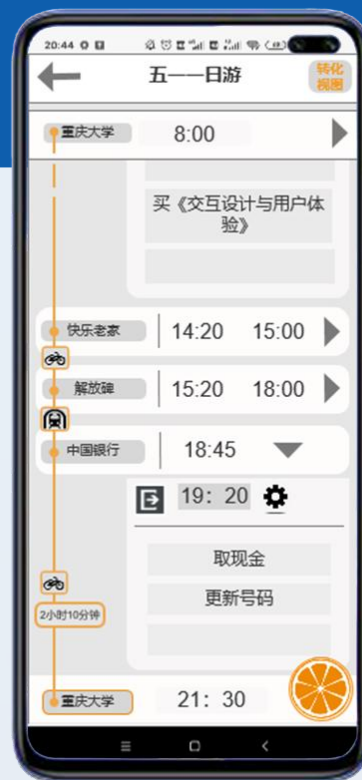 20:44
五一一日游
转化
视图
重庆大学 8:00
买《交互设计与用户体
验》
快乐老家 14:20 15:00
解放碑 15:20 18:00
中国银行 18:45
19: 20
取现金
更新号码
2小时10分钟
重庆大学 21: 30